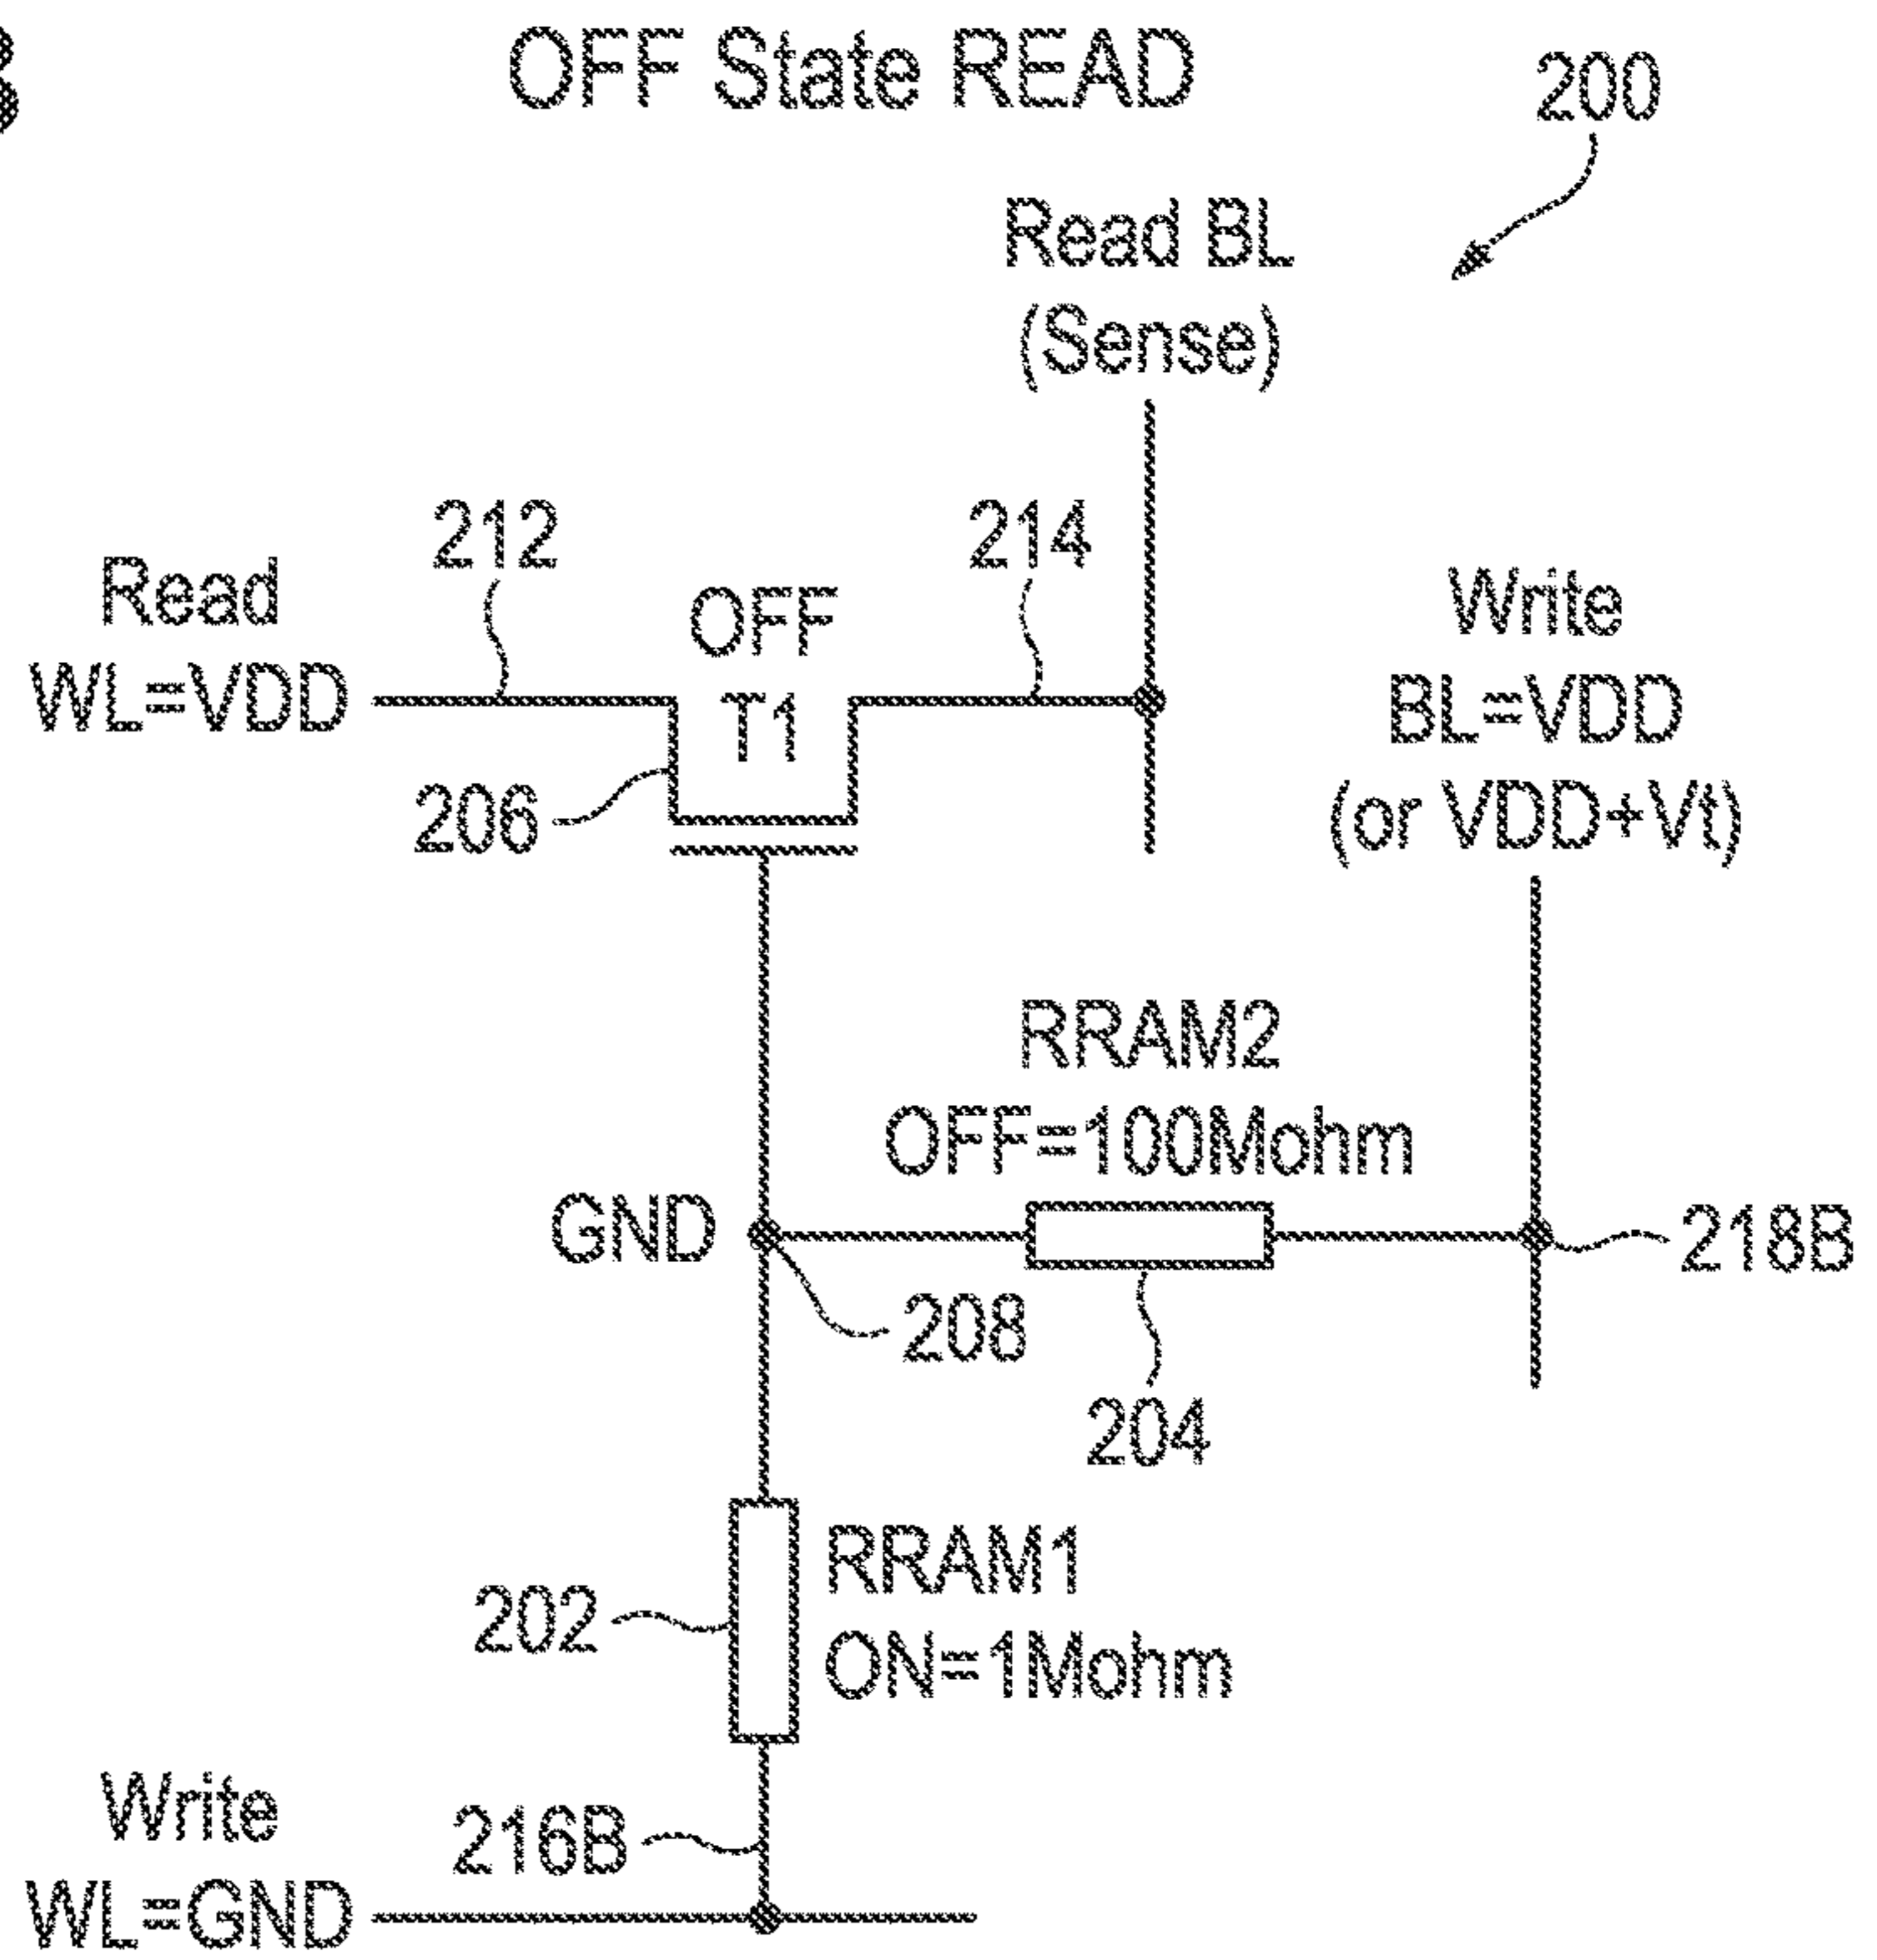 OFF State READ
200
Read BL
(Sense)
212
214
Read
WL=VDD
OFF
T1
Write
BL=VDD
(or VDD+Vt)
206
RRAM2
OFF=100Mohm
GND
218B
208
204
RRAM1
ON=1Mohm
202
Write
WL=GND
216B